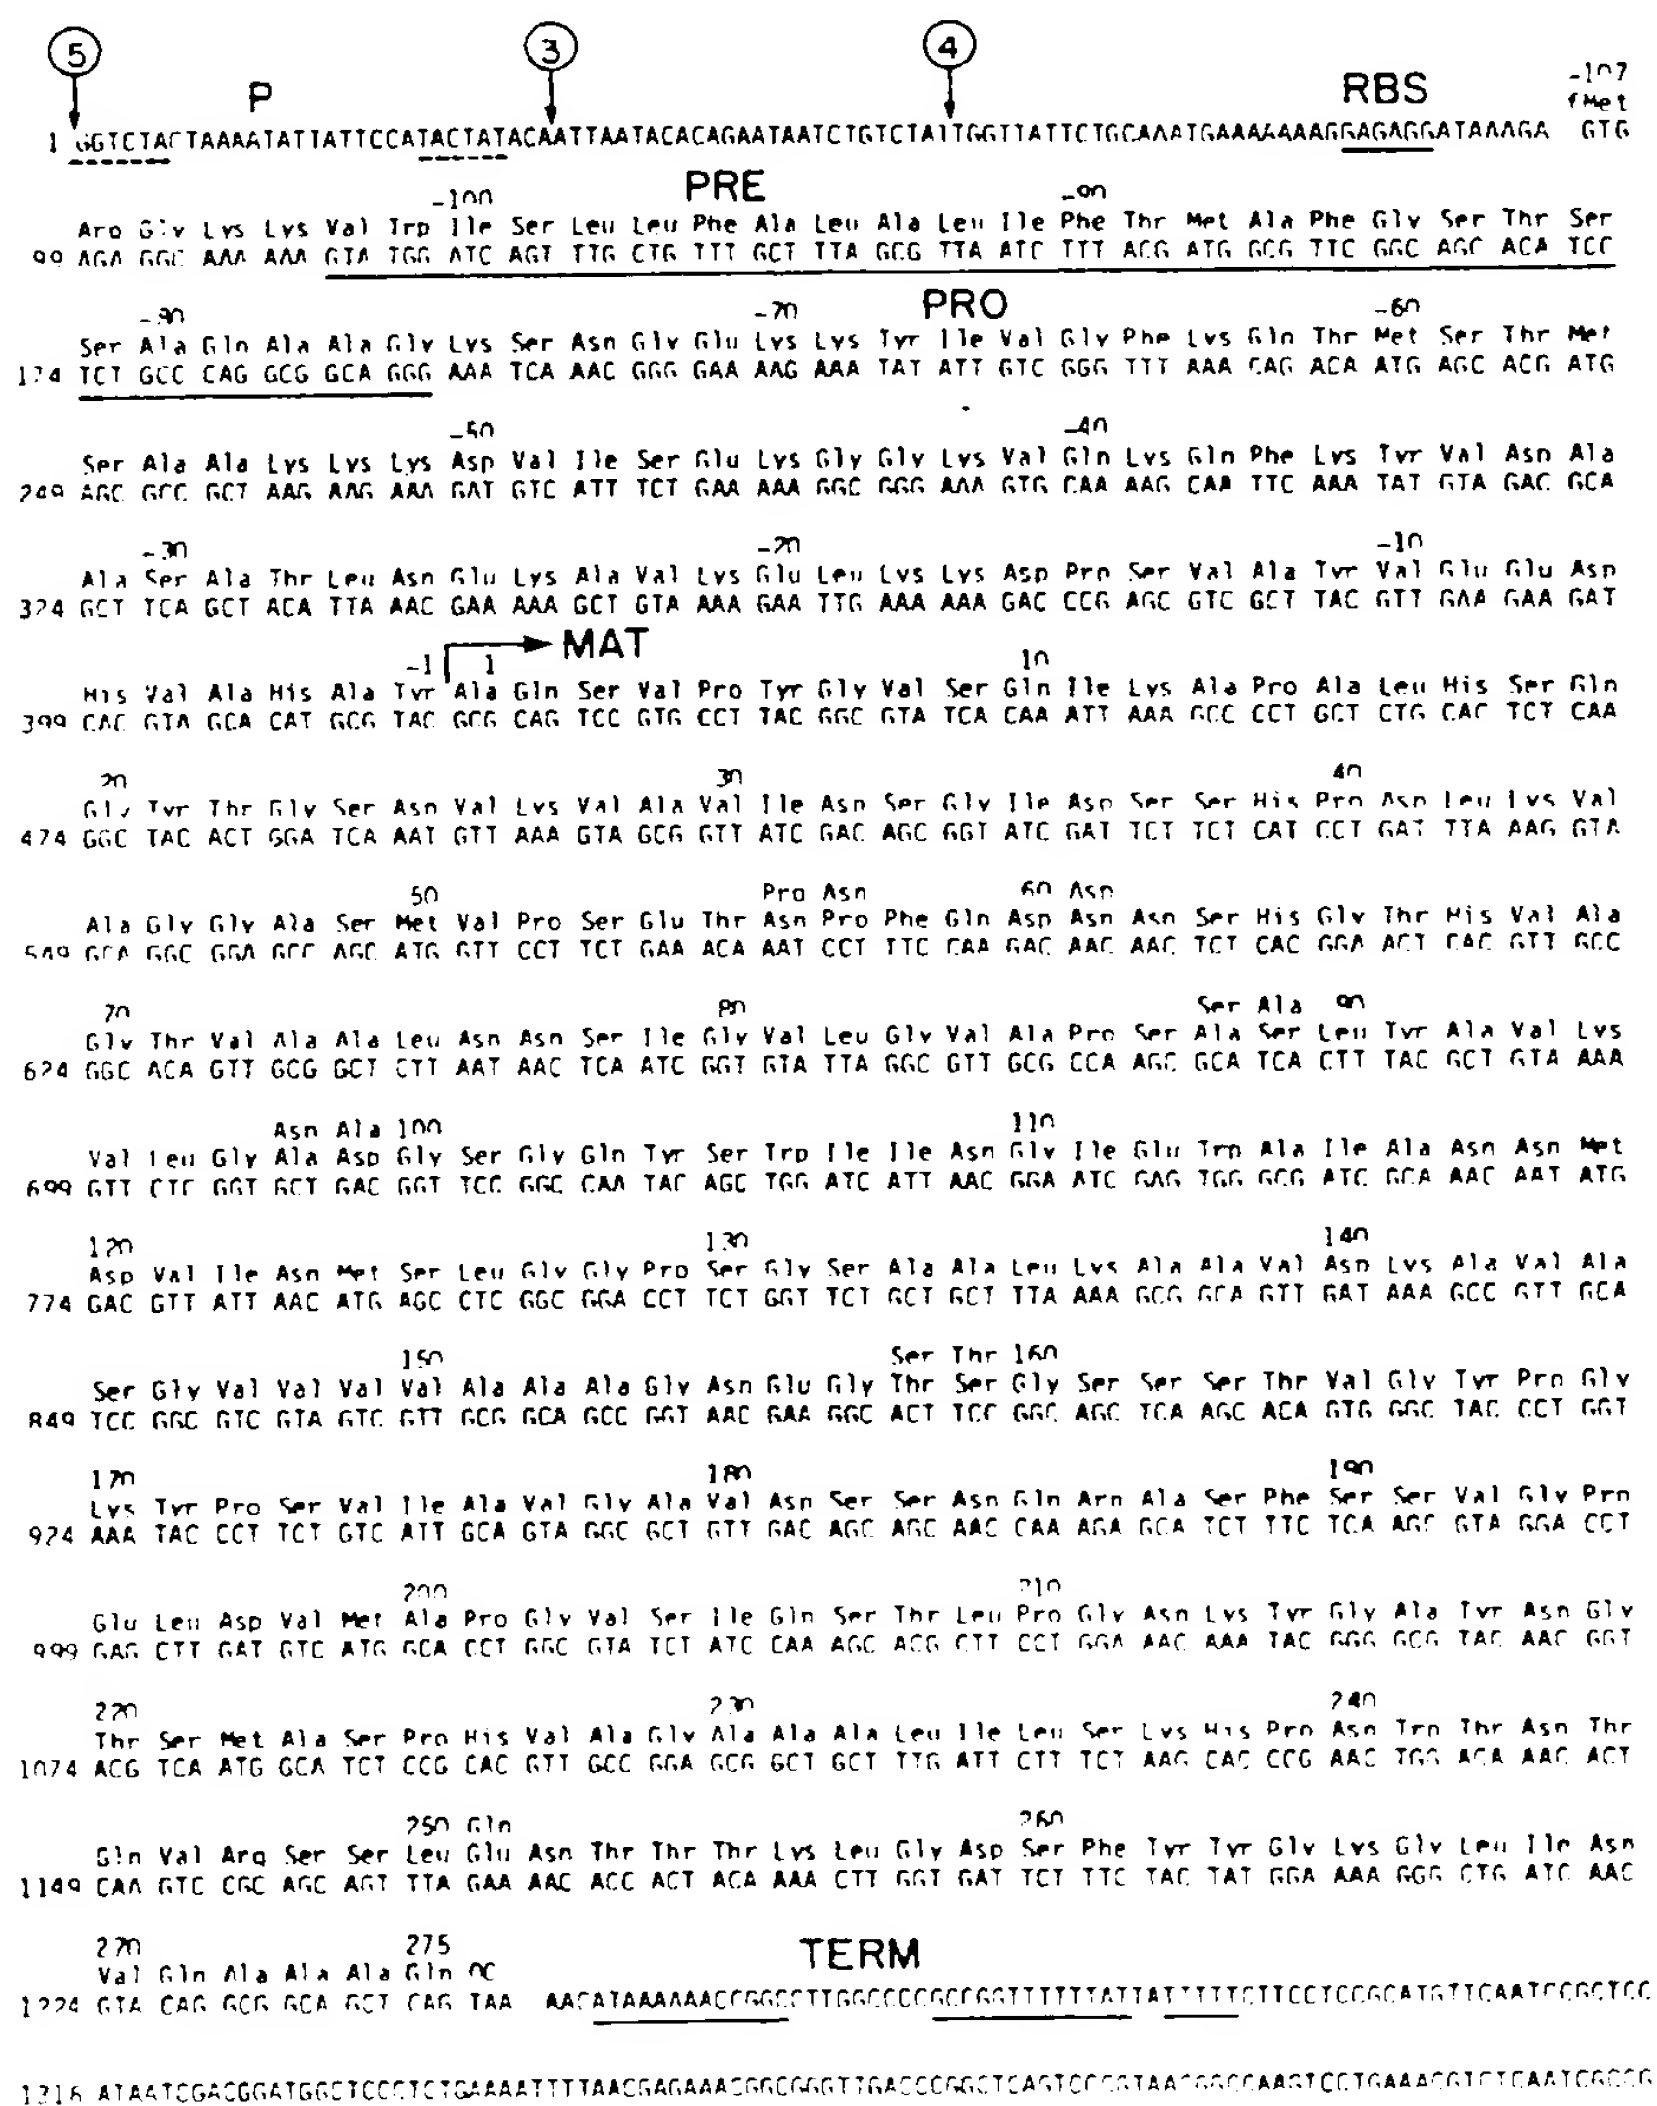 5 3 4
P RBS -107
fMet
1 GGTCTACTAAAATATTATTCCATACTATACAATTAATACACAGAATAATCTGTCTATTGGTTATTCTGCAAATGAAAAAAAGGAGAGGATAAAGA GTG
PRE
-100 -90
Arg Gly Lys Lys Val Trp Ile Ser Leu Leu Phe Ala Leu Ala Leu Ile Phe Thr Met Ala Phe Gly Ser Thr Ser
99 AGA GGC AAA AAA GTA TGG ATC AGT TTG CTG TTT GCT TTA GCG TTA ATC TTT ACG ATG GCG TTC GGC AGC ACA TCC
PRO
-80 -70 -60
Ser Ala Gln Ala Ala Gly Lys Ser Asn Gly Glu Lys Lys Tyr Ile Val Gly Phe Lys Gln Thr Met Ser Thr Met
174 TCT GCC CAG GCG GCA GGG AAA TCA AAC GGG GAA AAG AAA TAT ATT GTC GGG TTT AAA CAG ACA ATG AGC ACG ATG
-50 -40
Ser Ala Ala Lys Lys Lys Asp Val Ile Ser Glu Lys Gly Gly Lys Val Gln Lys Gln Phe Lys Tyr Val Asn Ala
249 AGC GCC GCT AAG AAG AAA GAT GTC ATT TCT GAA AAA GGC GGG AAA GTG CAA AAG CAA TTC AAA TAT GTA GAC GCA
-30 -20 -10
Ala Ser Ala Thr Leu Asn Glu Lys Ala Val Lys Glu Leu Lys Lys Asp Pro Ser Val Ala Tyr Val Glu Glu Asp
324 GCT TCA GCT ACA TTA AAC GAA AAA GCT GTA AAA GAA TTG AAA AAA GAC CCG AGC GTC GCT TAC GTT GAA GAA GAT
MAT
-1 1 10
His Val Ala His Ala Tyr Ala Gln Ser Val Pro Tyr Gly Val Ser Gln Ile Lys Ala Pro Ala Leu His Ser Gln
399 CAC GTA GCA CAT GCG TAC GCG CAG TCC GTG CCT TAC GGC GTA TCA CAA ATT AAA GCC CCT GCT CTG CAC TCT CAA
20 30 40
Gly Tyr Thr Gly Ser Asn Val Lys Val Ala Val Ile Asn Ser Gly Ile Asp Ser Ser His Pro Asn Leu Lys Val
474 GGC TAC ACT GGA TCA AAT GTT AAA GTA GCG GTT ATC GAC AGC GGT ATC GAT TCT TCT CAT CCT GAT TTA AAG GTA
50 Pro Asn 60 Asp
Ala Gly Gly Ala Ser Met Val Pro Ser Glu Thr Asn Pro Phe Gln Asp Asn Asn Ser His Gly Thr His Val Ala
549 GCA GGC GGA GCC AGC ATG GTT CCT TCT GAA ACA AAT CCT TTC CAA GAC AAC AAC TCT CAC GGA ACT CAC GTT GCC
70 80 Ser Ala 90
Gly Thr Val Ala Ala Leu Asn Asn Ser Ile Gly Val Leu Gly Val Ala Pro Ser Ala Ser Leu Tyr Ala Val Lys
624 GGC ACA GTT GCG GCT CTT AAT AAC TCA ATC GGT GTA TTA GGC GTT GCG CCA AGC GCA TCA CTT TAC GCT GTA AAA
Asn Ala 100 110
Val Leu Gly Ala Asp Gly Ser Gly Gln Tyr Ser Trp Ile Ile Asn Gly Ile Glu Trp Ala Ile Ala Asn Asn Met
699 GTT CTC GGT GCT GAC GGT TCC GGC CAA TAC AGC TGG ATC ATT AAC GGA ATC GAG TGG GCG ATC GCA AAC AAT ATG
120 130 140
Asp Val Ile Asn Met Ser Leu Gly Gly Pro Ser Gly Ser Ala Ala Leu Lys Ala Ala Val Asn Lys Ala Val Ala
774 GAC GTT ATT AAC ATG AGC CTC GGC GGA CCT TCT GGT TCT GCT GCT TTA AAA GCG GCA GTT GAT AAA GCC GTT GCA
150 Ser Thr 160
Ser Gly Val Val Val Val Ala Ala Ala Gly Asn Glu Gly Thr Ser Gly Ser Ser Ser Thr Val Gly Tyr Pro Gly
849 TCC GGC GTC GTA GTC GTT GCG GCA GCC GGT AAC GAA GGC ACT TCC GGC AGC TCA AGC ACA GTG GGC TAC CCT GGT
170 180 190
Lys Tyr Pro Ser Val Ile Ala Val Gly Ala Val Asn Ser Ser Asn Gln Arg Ala Ser Phe Ser Ser Val Gly Pro
924 AAA TAC CCT TCT GTC ATT GCA GTA GGC GCT GTT GAC AGC AGC AAC CAA AGA GCA TCT TTC TCA AGC GTA GGA CCT
200 210
Glu Leu Asp Val Met Ala Pro Gly Val Ser Ile Gln Ser Thr Leu Pro Gly Asn Lys Tyr Gly Ala Tyr Asn Gly
999 GAG CTT GAT GTC ATG GCA CCT GGC GTA TCT ATC CAA AGC ACG CTT CCT GGA AAC AAA TAC GGG GCG TAC AAC GGT
220 230 240
Thr Ser Met Ala Ser Pro His Val Ala Gly Ala Ala Ala Leu Ile Leu Ser Lys His Pro Asn Trp Thr Asn Thr
1074 ACG TCA ATG GCA TCT CCG CAC GTT GCC GGA GCG GCT GCT TTG ATT CTT TCT AAG CAC CCG AAC TGG ACA AAC ACT
250 Gln 260
Gln Val Arg Ser Ser Leu Glu Asn Thr Thr Thr Lys Leu Gly Asp Ser Phe Tyr Tyr Gly Lys Gly Leu Ile Asn
1149 CAA GTC CGC AGC AGT TTA GAA AAC ACC ACT ACA AAA CTT GGT GAT TCT TTC TAC TAT GGA AAA GGG CTG ATC AAC
270 275 TERM
Val Gln Ala Ala Ala Gln OC
1224 GTA CAG GCG GCA GCT CAG TAA AACATAAAAAACCGGCCTTGGCCCCGCCGGTTTTTTATTATTTTTCTTCCTCCGCATGTTCAATCCGCTCC
1316 ATAATCGACGGATGGCTCCCTCTGAAAATTTTAACGAGAAACGGCGGGTTGACCCGGCTCAGTCCCGTAACGGCCAAGTCCTGAAACGTCTCAATCGCCG